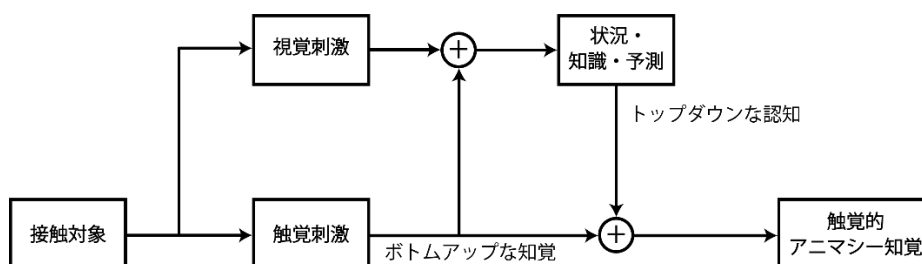 視覚刺激
+
状況・
知識・予測
トップダウンな認知
接触対象
触覚刺激
ボトムアップな知覚
+
触覚的
アニマシー知覚